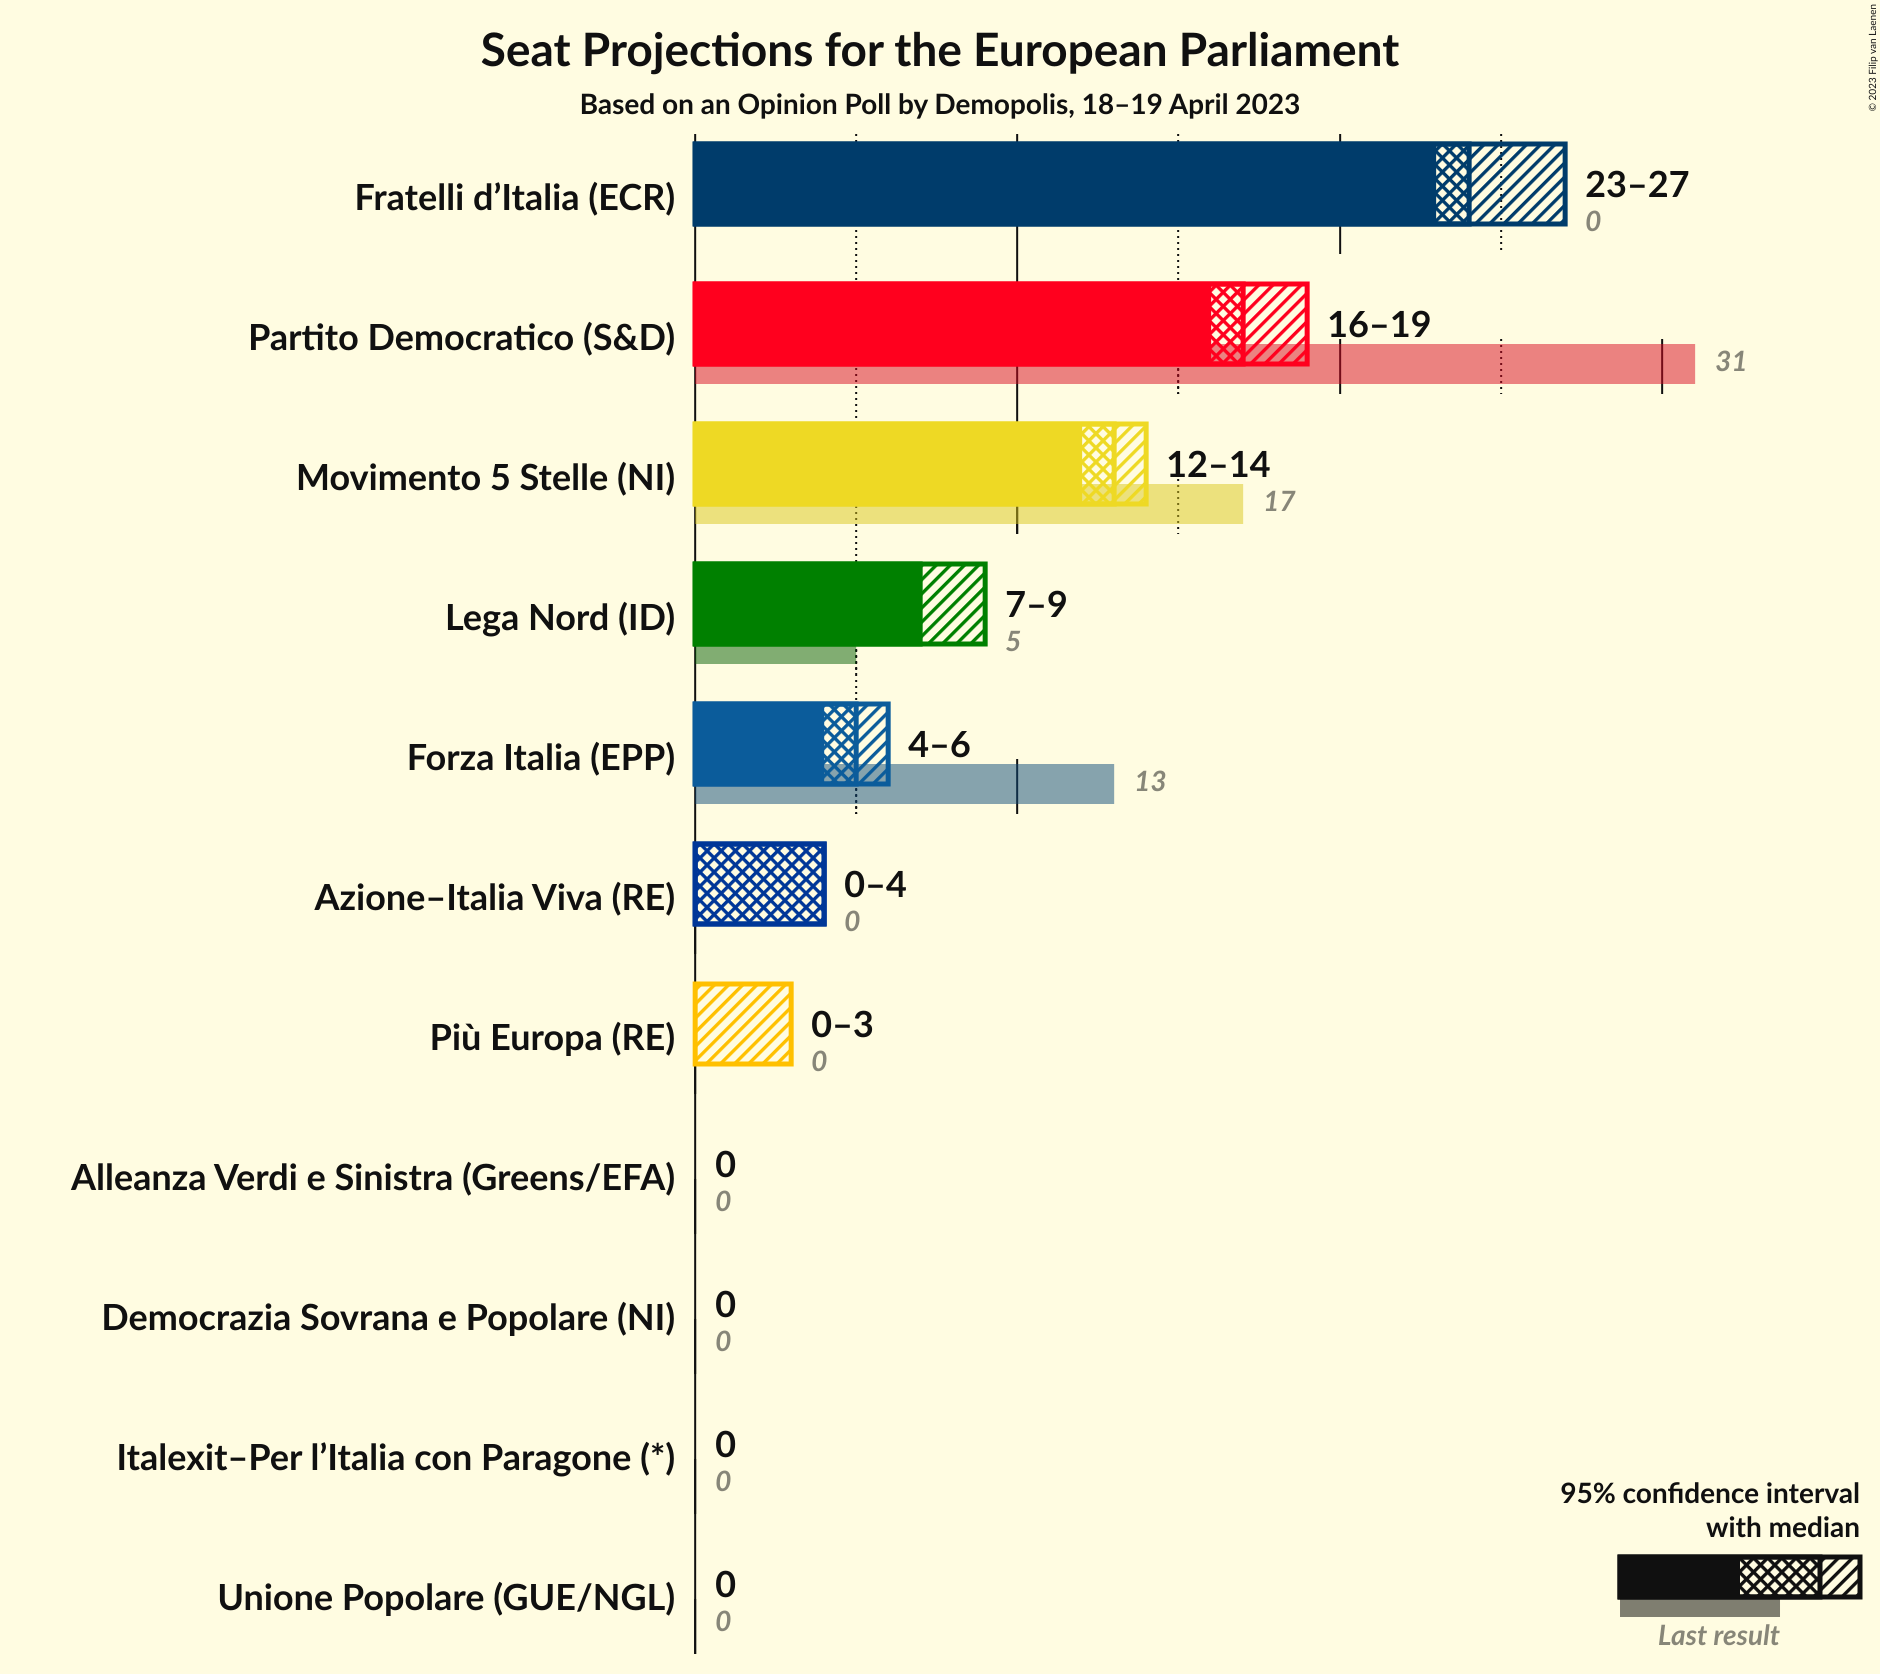 Seat Projections for the European Parliament
Based on an Opinion Poll by Demopolis, 18–19 April 2023
© 2023 Filip van Laenen
Fratelli d’Italia (ECR)
23–27
0
Partito Democratico (S&D)
16–19
31
Movimento 5 Stelle (NI)
12–14
17
Lega Nord (ID)
7–9
5
Forza Italia (EPP)
4–6
13
Azione–Italia Viva (RE)
0–4
0
Più Europa (RE)
0–3
0
Alleanza Verdi e Sinistra (Greens/EFA)
0
0
Democrazia Sovrana e Popolare (NI)
0
0
Italexit–Per l’Italia con Paragone (*)
0
0
Unione Popolare (GUE/NGL)
0
0
95% confidence interval
with median
Last result